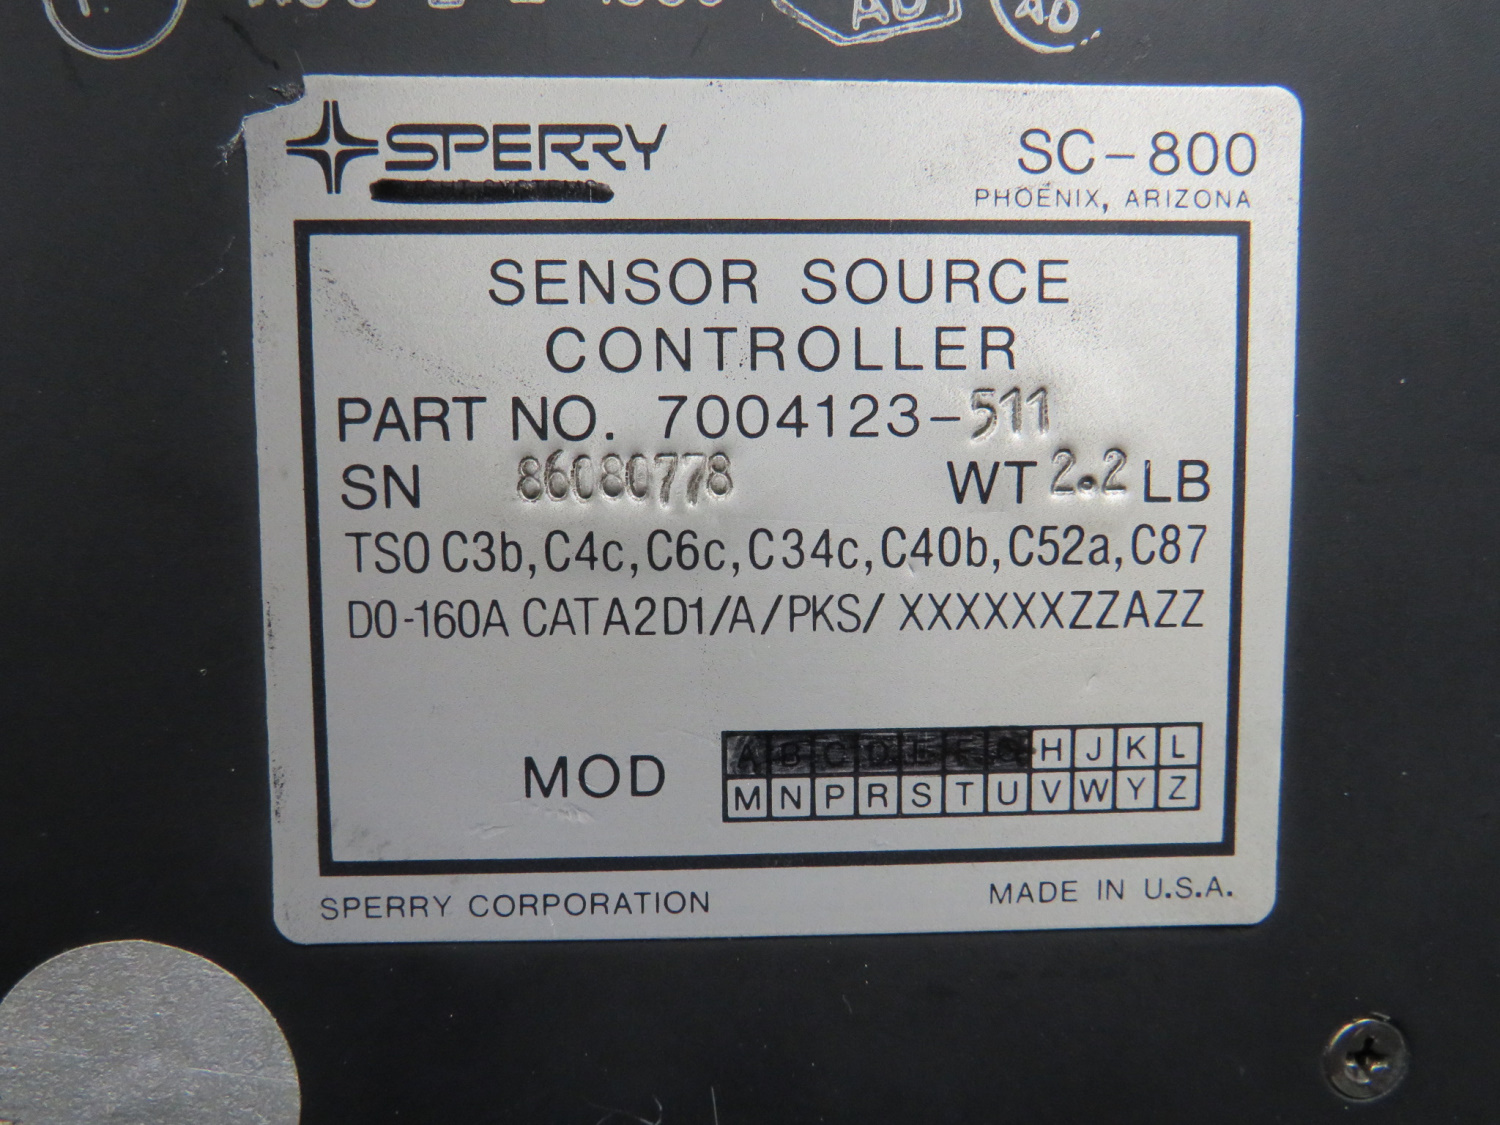 SPERRY
SC-800
PHOENIX, ARIZONA
SENSOR SOURCE
CONTROLLER
PART NO. 7004123-511
SN 86080778 WT 2.2 LB
TSO C3b, C4c, C6c, C34c, C40b, C52a, C87
DO-160A CAT A2D1/A/PKS/XXXXXXZZAZZ
MOD
A B C D E F G H J K L
M N P R S T U V W Y Z
SPERRY CORPORATION
MADE IN U.S.A.